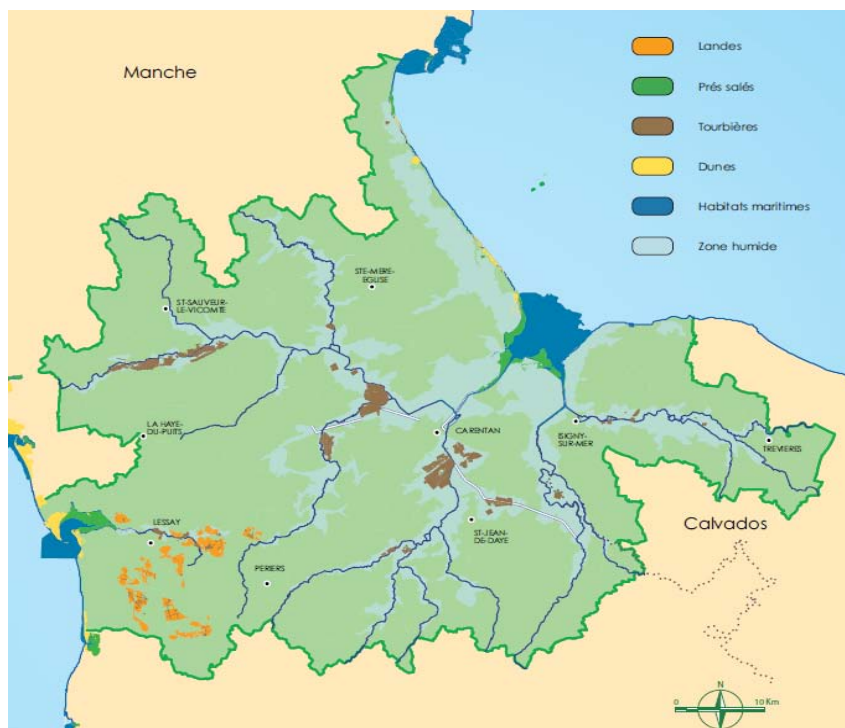 Manche
Landes
Prés salés
Tourbières
Dunes
Habitats maritimes
Zone humide
STE-MERE-
EGLISE
ST-SAUVEUR-
LE-VICOMTE
LA HAYE-
DU-PUITS
CARENTAN
ISIGNY-
SUR-MER
TREVIERES
LESSAY
ST-JEAN-
DE-DAYE
Calvados
PERIERS
N
0
10 Km